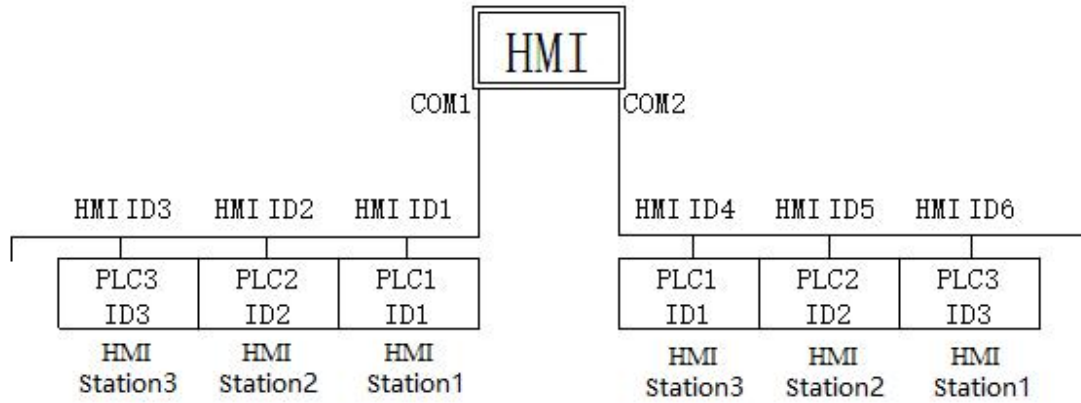 HMI
COM1 COM2
HMI ID3 HMI ID2 HMI ID1 HMI ID4 HMI ID5 HMI ID6
PLC3 PLC2 PLC1 PLC1 PLC2 PLC3
ID3 ID2 ID1 ID1 ID2 ID3
HMI HMI HMI HMI HMI HMI
Station3 Station2 Station1 Station3 Station2 Station1